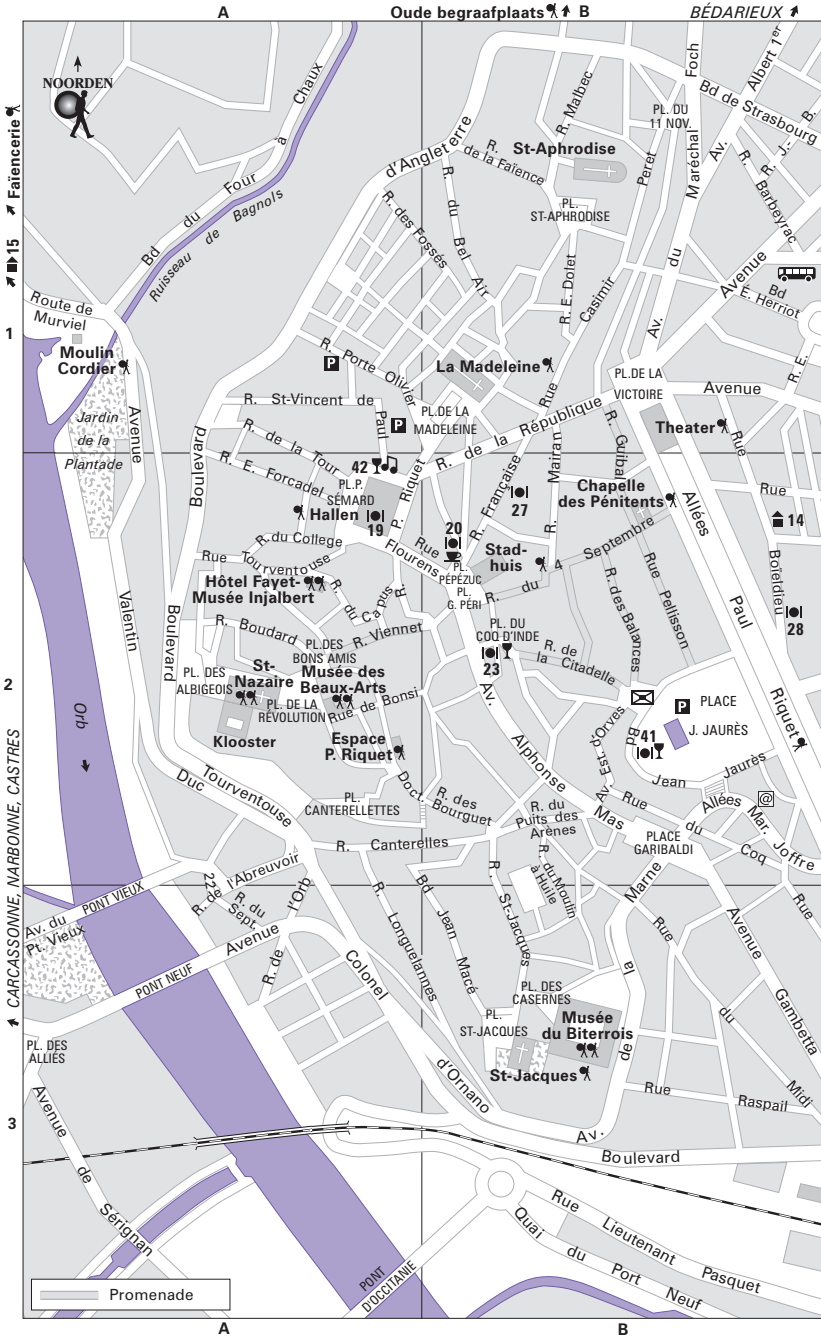 A
Oude begraafplaats
B
BÉDARIEUX
NOORDEN
Faïencerie
15
1
2
3
CARCASSONNE, NARBONNE, CASTRES
Bd du Four à Chaux
Ruisseau de Bagnols
Route de
Murviel
Moulin
Cordier
Jardin
de la
Plantade
Avenue Valentin Duc
Boulevard d'Angleterre
R. des Fossés
R. du Bel Air
R. de la Faïence
R. Malbec
St-Aphrodise
PL.
ST-APHRODISE
R. E. Dolet
Rue Casimir Peret
PL. DU
11 NOV.
Av. du Maréchal Foch
Av. Albert 1er
Bd de Strasbourg
R. J.- B.
R. Barbeyrac
Avenue
Bd
É. Herriot
R. E.
P
R. Porte Olivier
La Madeleine
PL.DE LA
MADELEINE
R. St-Vincent de Paul
P
R. de la République
PL.DE LA
VICTOIRE
Avenue
Theater
Rue Boïeldieu
Rue
14
28
R. de la Tour
R. E. Forcadel
42
PL.P.
SÉMARD
Hallen
19
R. P. Riquet
R. Française
27
R. Mairan
R. Guibal
Chapelle
des Pénitents
Allées Paul Riquet
20
R. du College
Rue Flourens
Stad-
huis
PL.
PÉPÉZUC
PL.
G. PÉRI
R. du 4 Septembre
Rue Pellisson
R. des Balances
Rue Tourventouse
Hôtel Fayet-
Musée Injalbert
R. du Capus
Boulevard
R. Boudard
R. Viennet
PL.DES
BONS AMIS
PL. DU
COQ D'INDE
23
R. de
la Citadelle
PL. DES
ALBIGEOIS
St-
Nazaire
Musée des
Beaux-Arts
PL. DE LA
RÉVOLUTION
Rue de Bonsi
Klooster
Espace
P. Riquet
Orb
P
PLACE
J. JAURÈS
41
Bd Jean Jaurès
Av. Est. d'Orves
Av. Alphonse Mas
@
Allées Mar. Joffre
Tourventouse
PL.
CANTERELLETTES
R. Doct. Bourguet
R. des
R. du
Puits des
Arènes
R. Canterelles
Rue du Coq
PLACE
GARIBALDI
R. de l'Abreuvoir
R. du 22 Sept.
Av. du
Pt. Vieux
PONT VIEUX
R. de l'Orb
Avenue
PONT NEUF
R. Longuelannes
Bd Jean Macé
R. St-Jacques
R. du Moulin
à Huile
Colonel d'Ornano
PL. DES
CASERNES
Musée
du Biterrois
PL.
ST-JACQUES
St-Jacques
Av. de la Marne
Avenue Gambetta
Rue
Rue du Midi
Rue Raspail
PL. DES
ALLIÉS
Avenue de Sérignan
Boulevard
Rue Lieutenant Pasquet
Quai du Port Neuf
PONT
D'OCCITANIE
Promenade
A
B